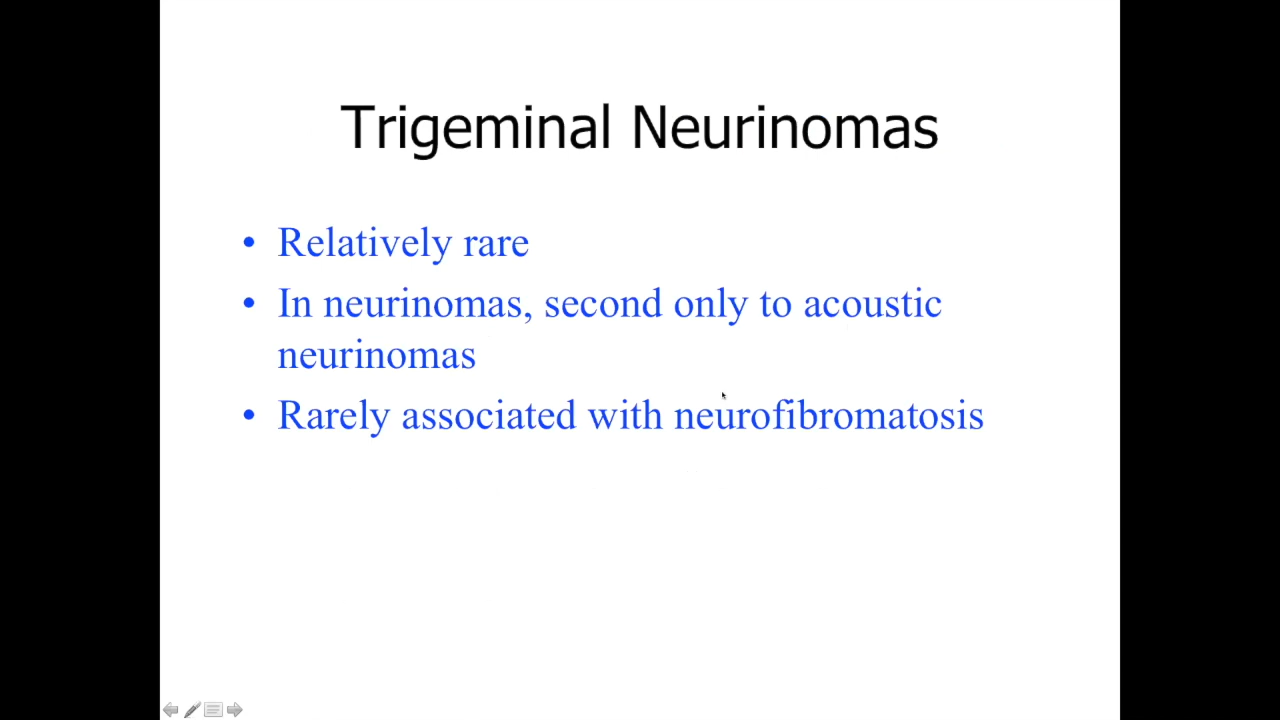 Trigeminal Neurinomas
• Relatively rare
• In neurinomas, second only to acoustic
neurinomas
• Rarely associated with neurofibromatosis